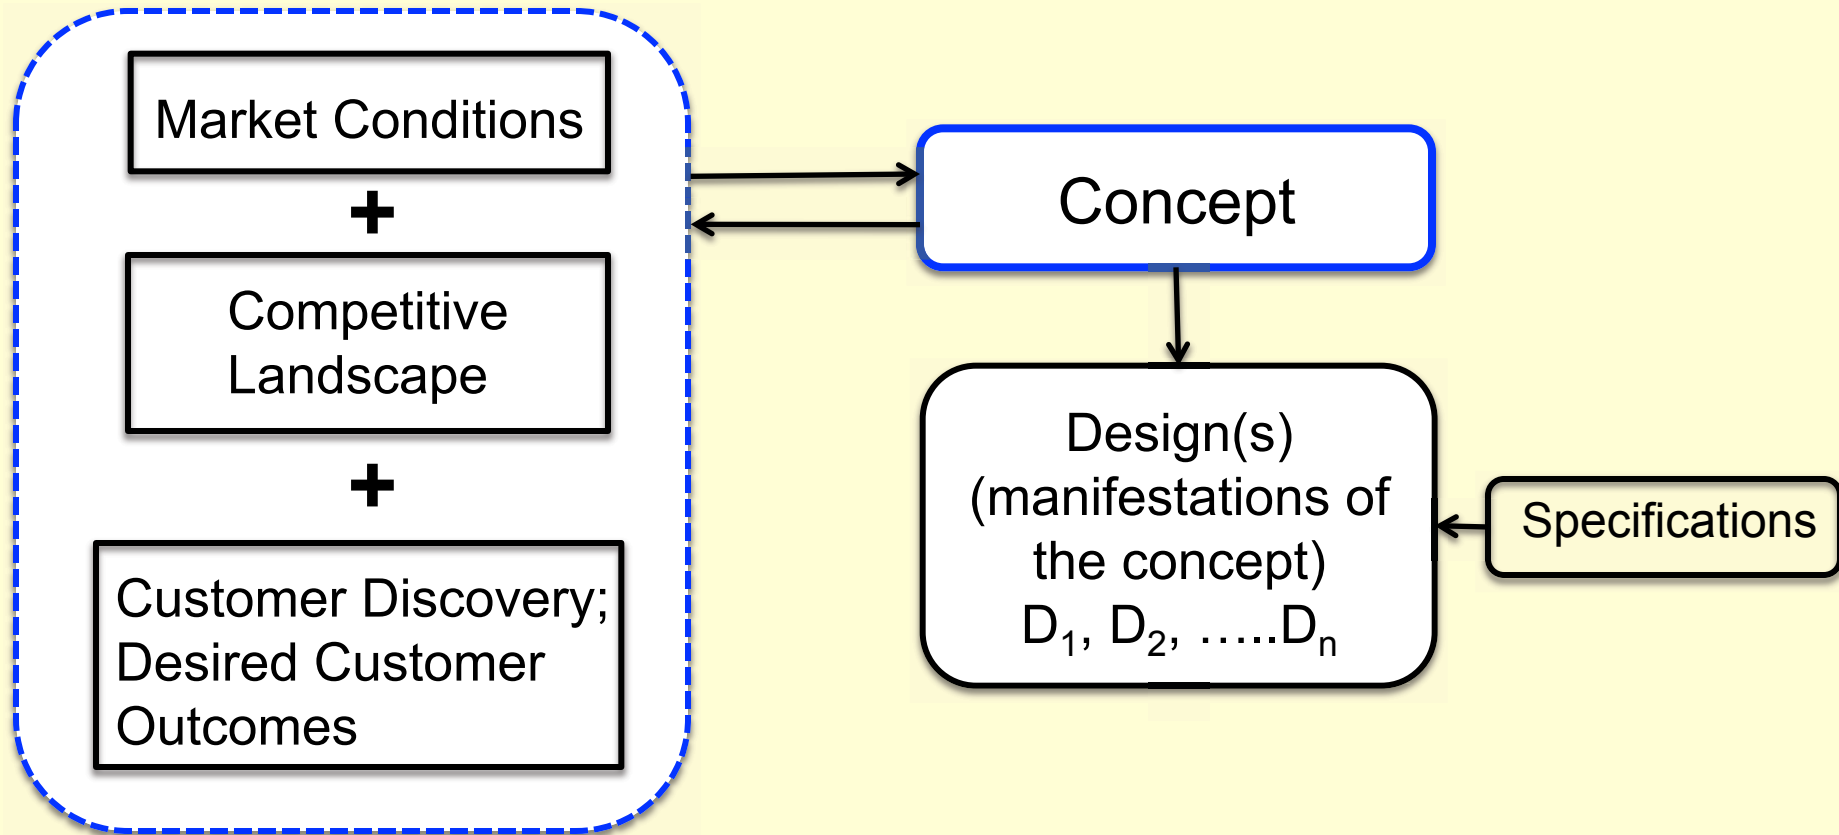 Market Conditions
+
Competitive
Landscape
+
Customer Discovery;
Desired Customer
Outcomes
Concept
Design(s)
(manifestations of
the concept)
D₁, D₂, .....Dₙ
Specifications